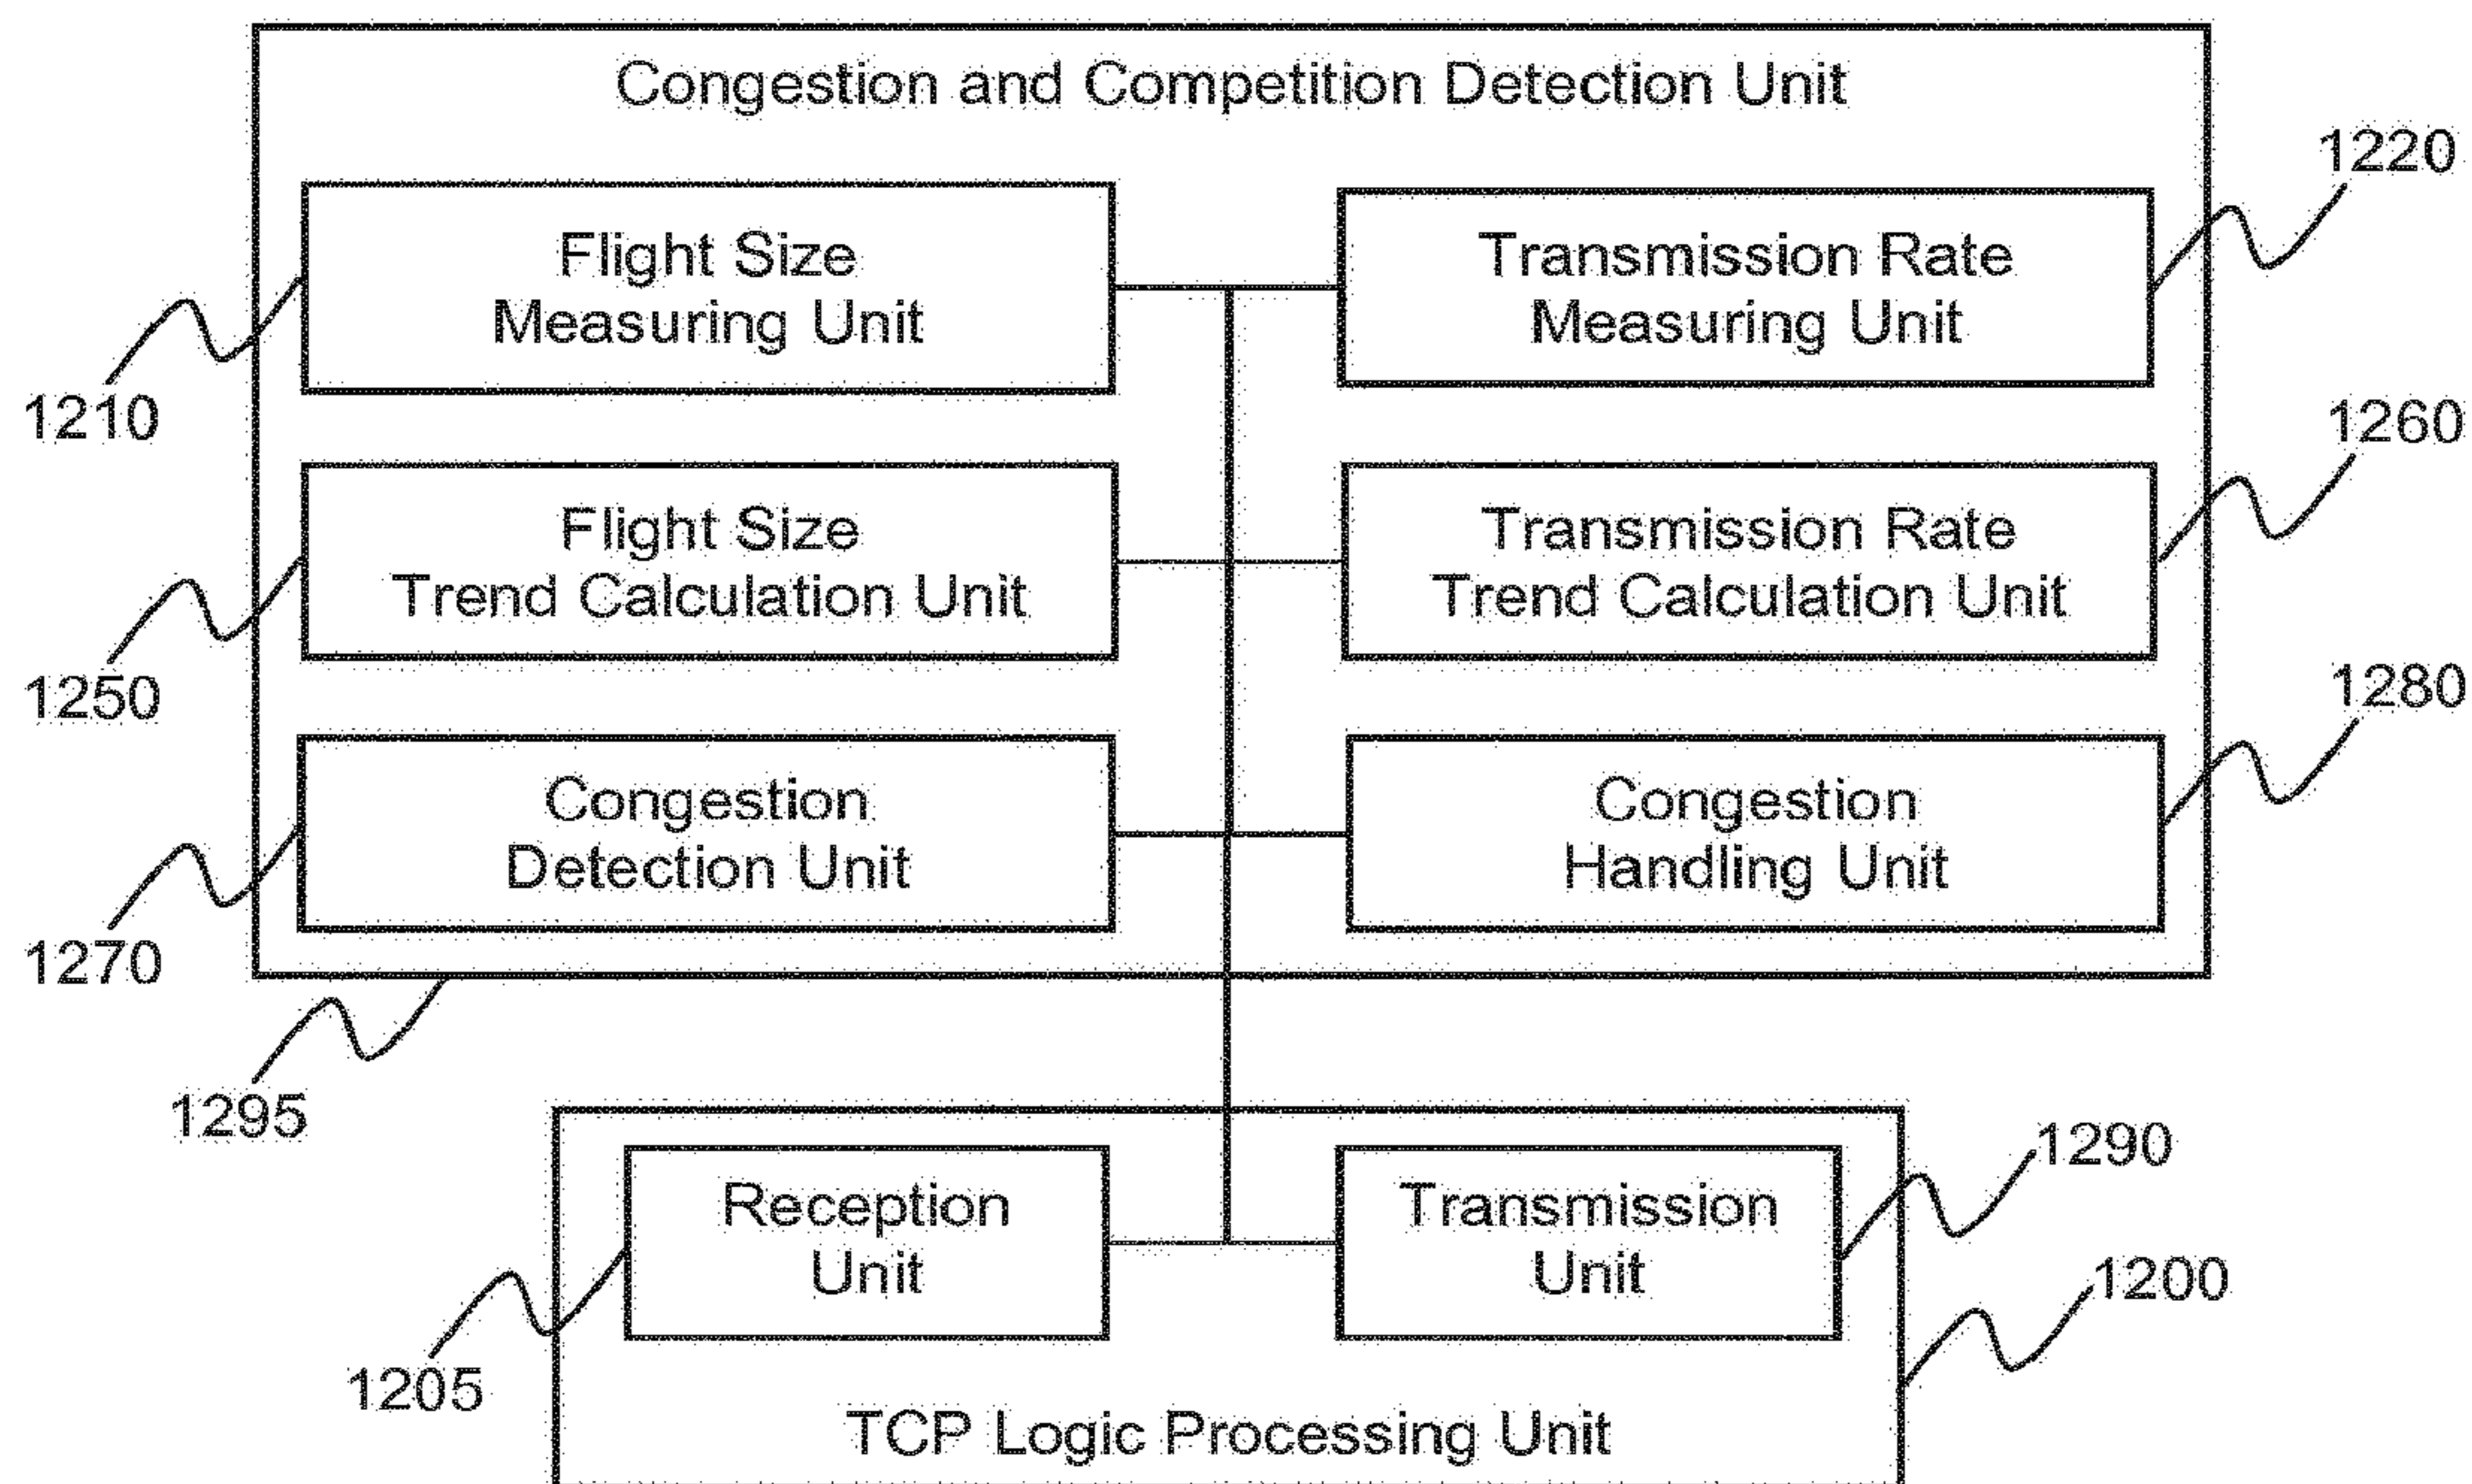 Congestion and Competition Detection Unit
1220
Flight Size
Measuring Unit
Transmission Rate
Measuring Unit
1210
1260
Flight Size
Trend Calculation Unit
Transmission Rate
Trend Calculation Unit
1250
1280
Congestion
Detection Unit
Congestion
Handling Unit
1270
1295
1290
Reception
Unit
Transmission
Unit
1200
1205
TCP Logic Processing Unit